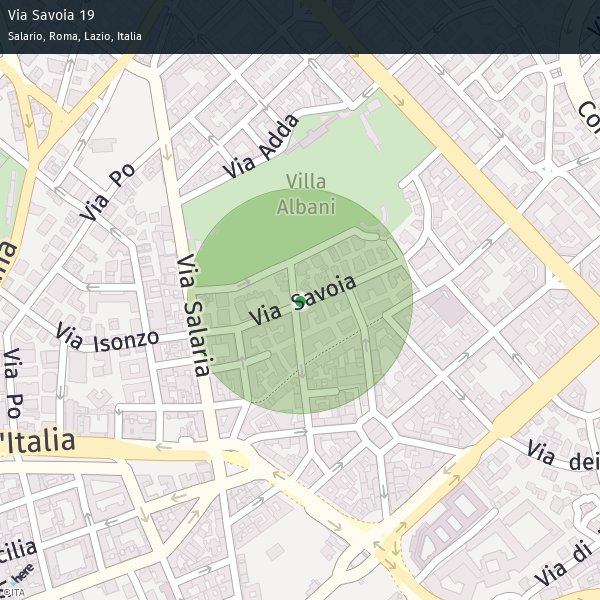 Via Savoia 19
Salario, Roma, Lazio, Italia
Via Adda
Via Po
Villa
Albani
Via Savoia
Via Salaria
Via Isonzo
Via Po
'Italia
Via dei
Via di
cilia
here
©ITA